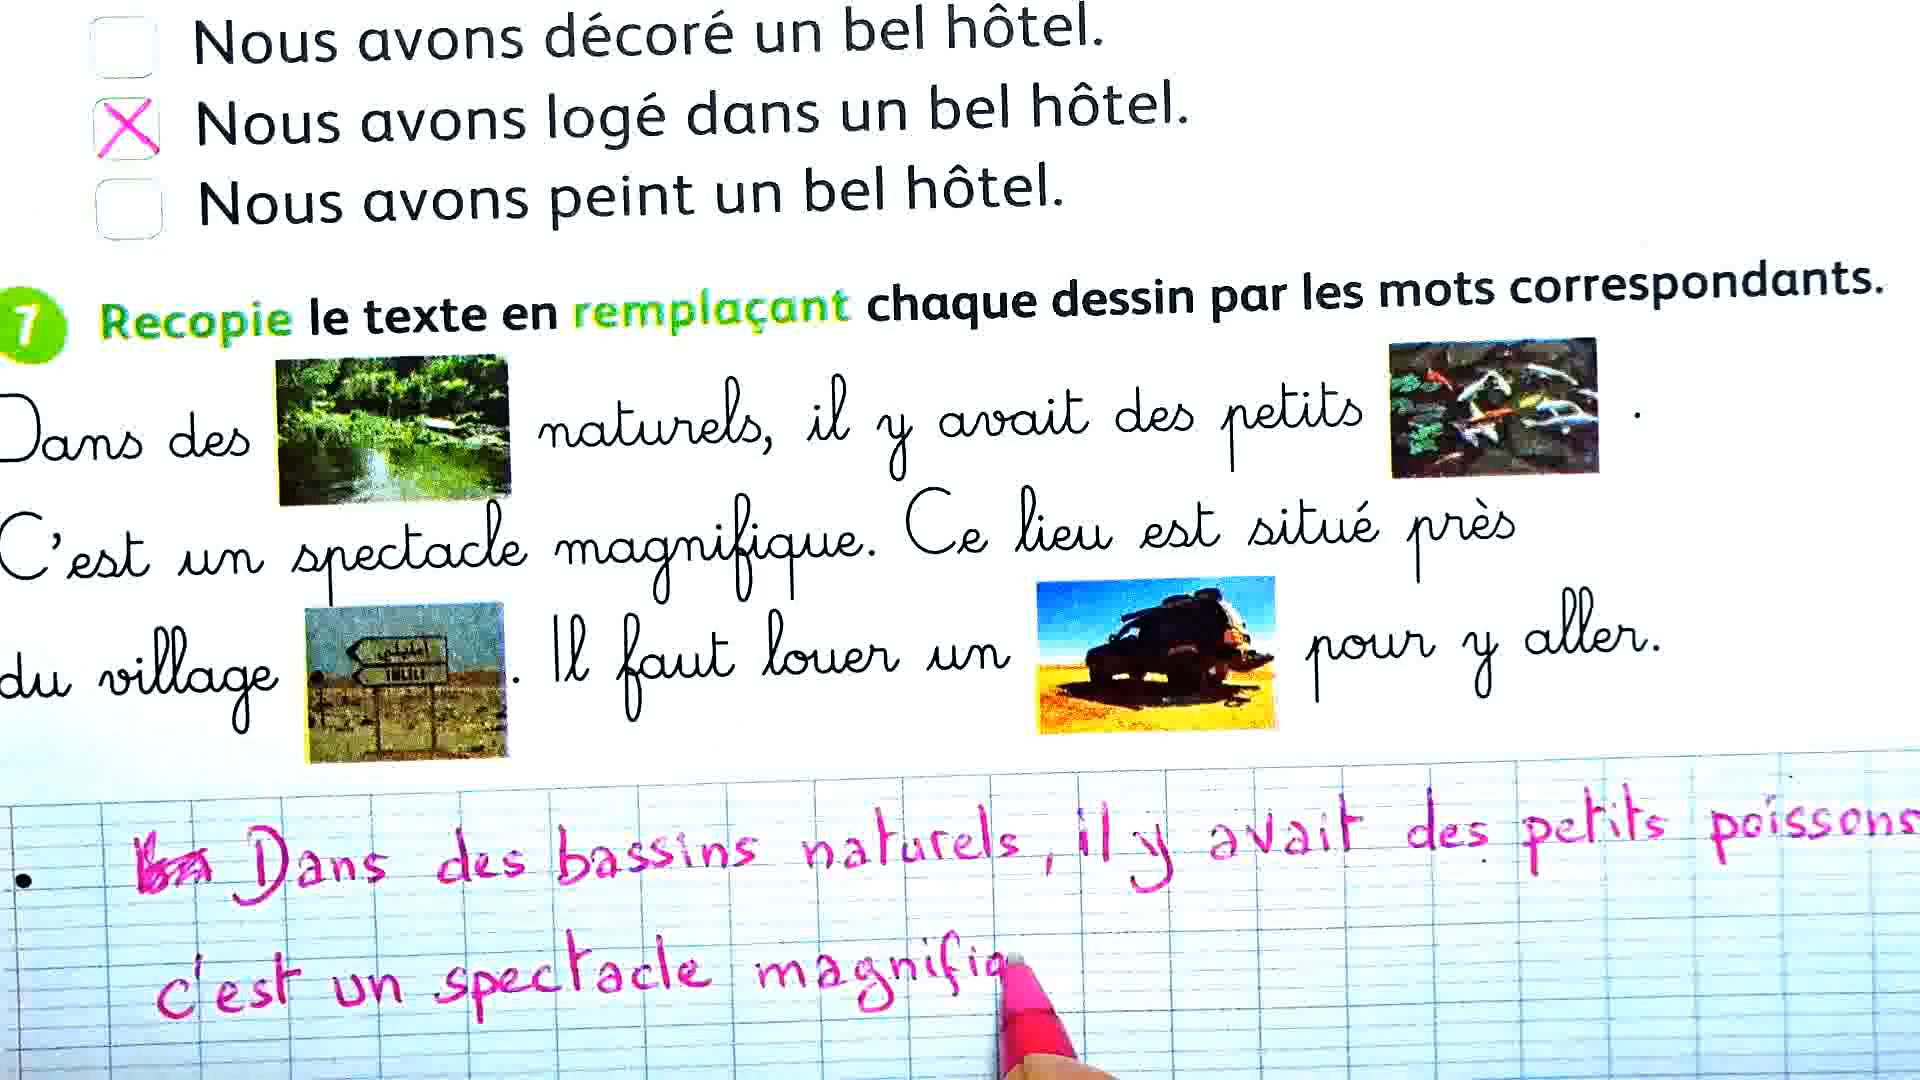 Nous avons décoré un bel hôtel.
Nous avons logé dans un bel hôtel.
Nous avons peint un bel hôtel.
7 Recopie le texte en remplaçant chaque dessin par les mots correspondants.
Dans des naturels, il y avait des petits .
C'est un spectacle magnifique. Ce lieu est situé près
du village . Il faut louer un pour y aller.
امليلي
IMLILI
Dans des bassins naturels, il y avait des petits poissons
c'est un spectacle magnifiq